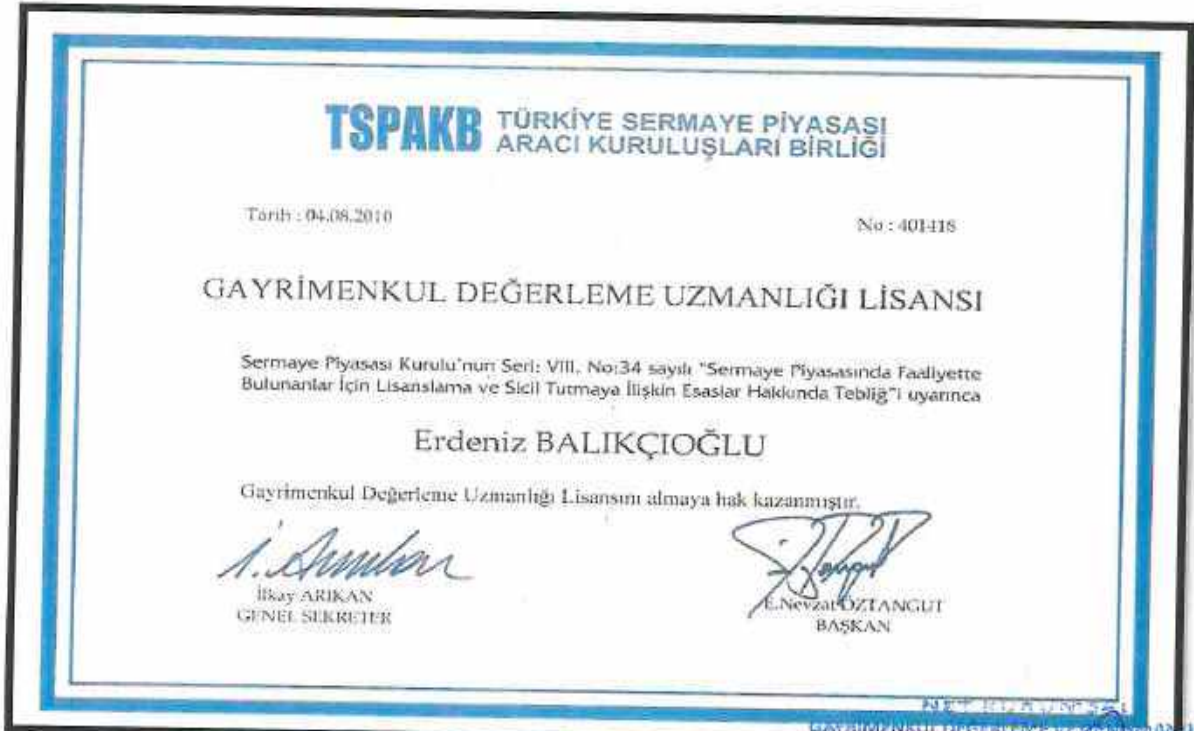 TSPAKB TÜRKİYE SERMAYE PİYASASI
ARACI KURULUŞLARI BİRLİĞİ
Tarih : 04.08.2010
No : 401418
GAYRİMENKUL DEĞERLEME UZMANLIĞI LİSANSI
Sermaye Piyasası Kurulu'nun Seri: VIII, No:34 sayılı "Sermaye Piyasasında Faaliyette
Bulunanlar İçin Lisanslama ve Sicil Tutmaya İlişkin Esaslar Hakkında Tebliğ"i uyarınca
Erdeniz BALIKÇIOĞLU
Gayrimenkul Değerleme Uzmanlığı Lisansını almaya hak kazanmıştır.
İlkay ARIKAN
GENEL SEKRETER
E.Nevzat ÖZTANGUT
BAŞKAN
GAYRİMENKUL DEĞERLEME